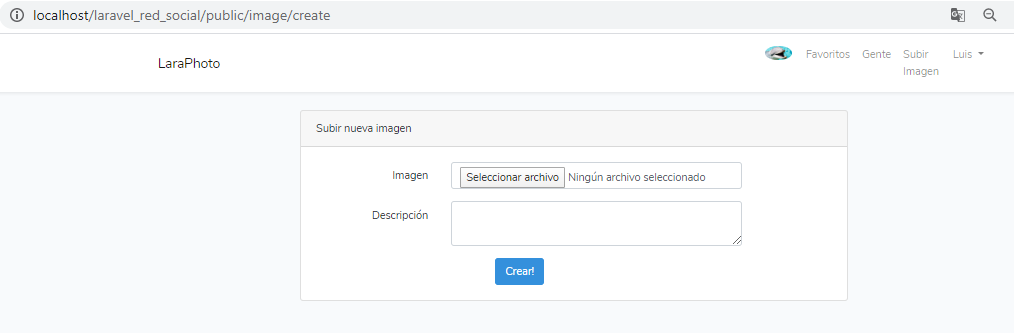 localhost/laravel_red_social/public/image/create
LaraPhoto
Favoritos
Gente
Subir
Imagen
Luis
Subir nueva imagen
Imagen
Seleccionar archivo Ningún archivo seleccionado
Descripción
Crear!